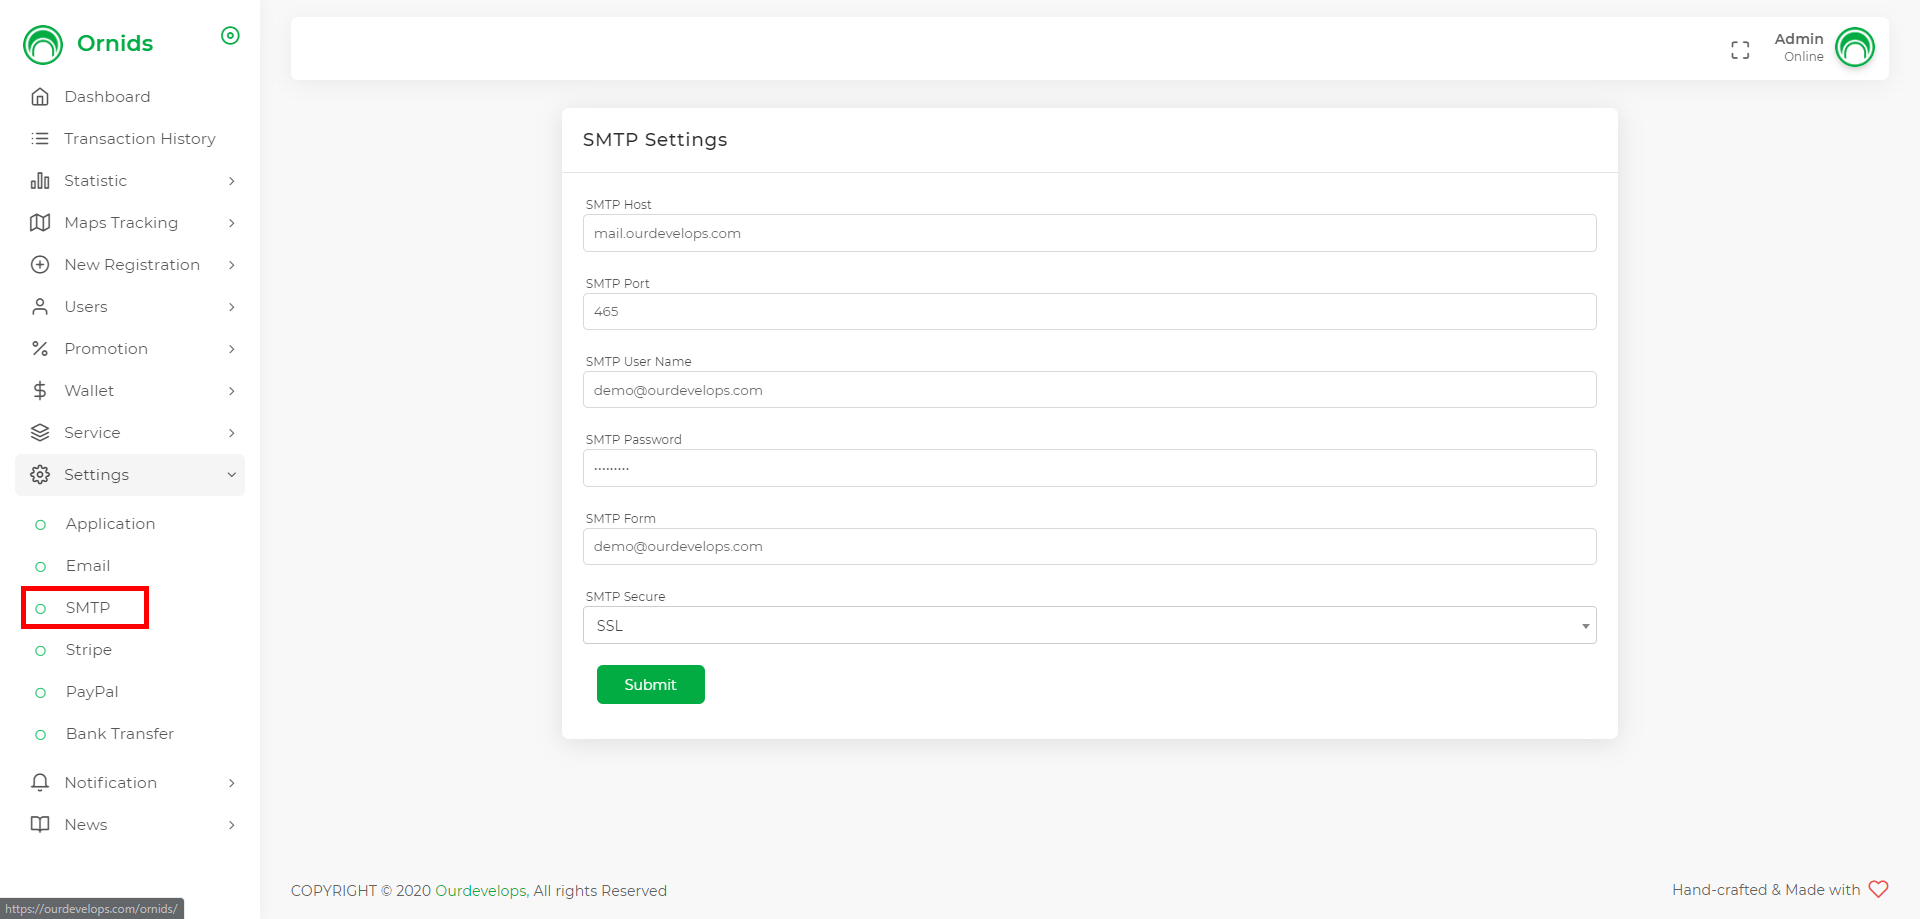 Ornids
Dashboard
Transaction History
Statistic
Maps Tracking
New Registration
Users
Promotion
Wallet
Service
Settings
Application
Email
SMTP
Stripe
PayPal
Bank Transfer
Notification
News
https://ourdevelops.com/ornids/
Admin
Online
SMTP Settings
SMTP Host
mail.ourdevelops.com
SMTP Port
465
SMTP User Name
demo@ourdevelops.com
SMTP Password
·········
SMTP Form
demo@ourdevelops.com
SMTP Secure
SSL
Submit
COPYRIGHT © 2020 Ourdevelops, All rights Reserved
Hand-crafted & Made with